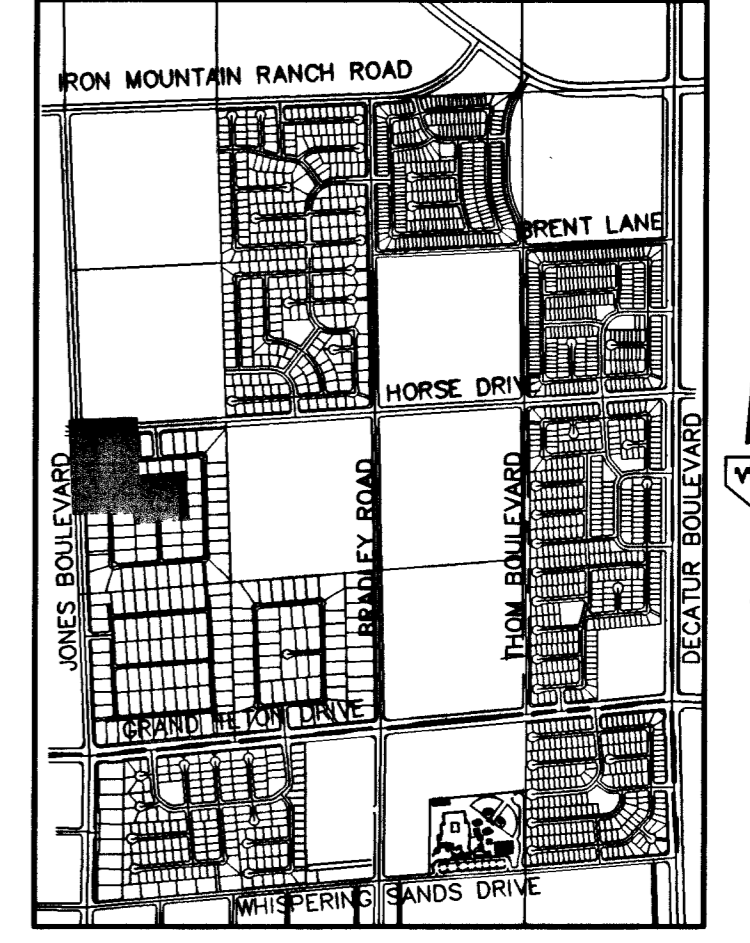 IRON MOUNTAIN RANCH ROAD
BRENT LANE
HORSE DRIVE
JONES BOULEVARD
BRADLEY ROAD
THOM BOULEVARD
DECATUR BOULEVARD
GRAND TETON DRIVE
WHISPERING SANDS DRIVE